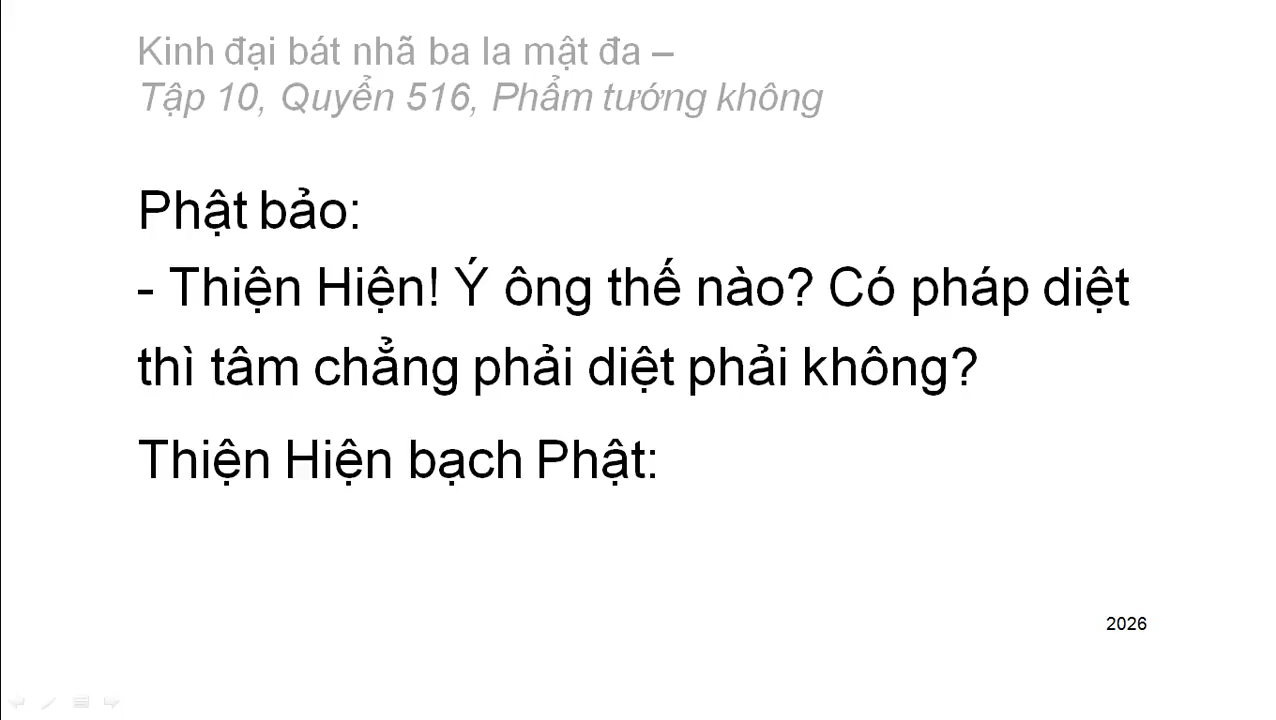 Kinh đại bát nhã ba la mật đa –
Tập 10, Quyển 516, Phẩm tướng không
Phật bảo:
- Thiện Hiện! Ý ông thế nào? Có pháp diệt
thì tâm chẳng phải diệt phải không?
Thiện Hiện bạch Phật:
2026